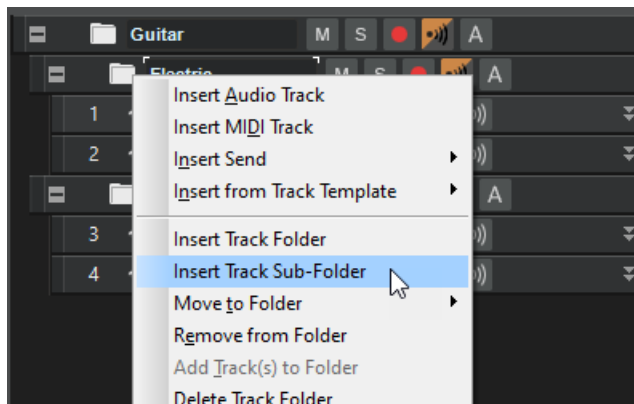 Guitar M S A
Electric M S A
Insert Audio Track
1
Insert MIDI Track
2
Insert Send
Insert from Track Template
A
Insert Track Folder
3
Insert Track Sub-Folder
4
Move to Folder
Remove from Folder
Add Track(s) to Folder
Delete Track Folder